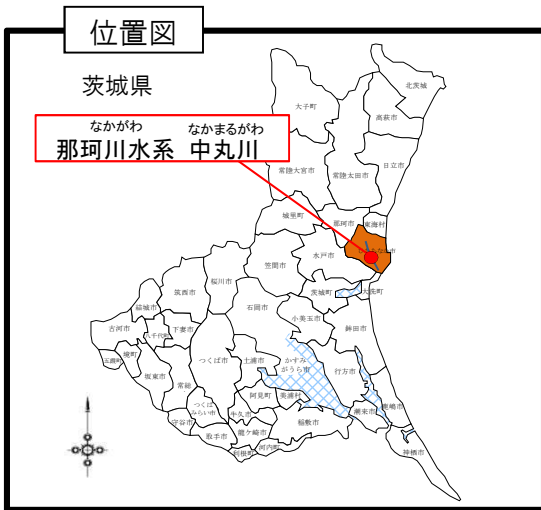 位置図
茨城県
なかがわ なかまるがわ
那珂川水系 中丸川
北茨城
大子町
高萩市
日立市
常陸大宮市
常陸太田市
城里町
那珂市
東海村
水戸市
笠間市
桜川市
茨城町
大洗町
筑西市
石岡市
小美玉市
結城市
鉾田市
古河市
八千代町
下妻市
五霞町
境町
つくば市
土浦市
かすみ
がうら市
行方市
坂東市
常総
阿見町
美浦村
つくば
みらい市
牛久市
稲敷市
潮来市
鹿嶋市
守谷市
取手市
龍ケ崎市
利根町
河内町
神栖市